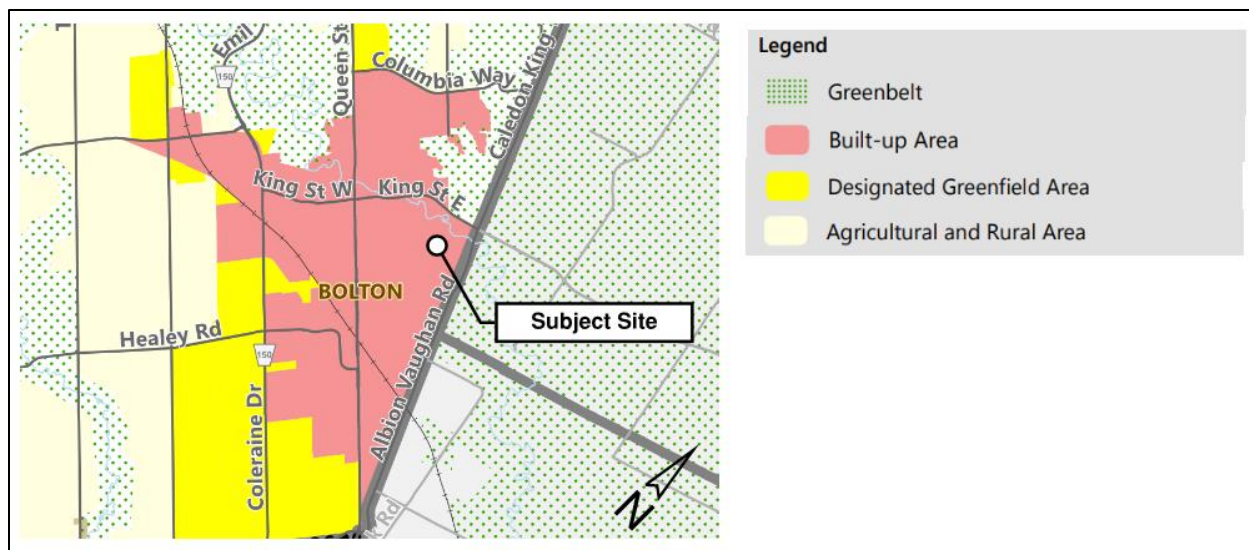 Emil
150
Queen St
Columbia Way
Caledon King
King St W
King St E
BOLTON
Subject Site
Healey Rd
150
Coleraine Dr
Albion Vaughan Rd
k Rd
N
Legend
Greenbelt
Built-up Area
Designated Greenfield Area
Agricultural and Rural Area